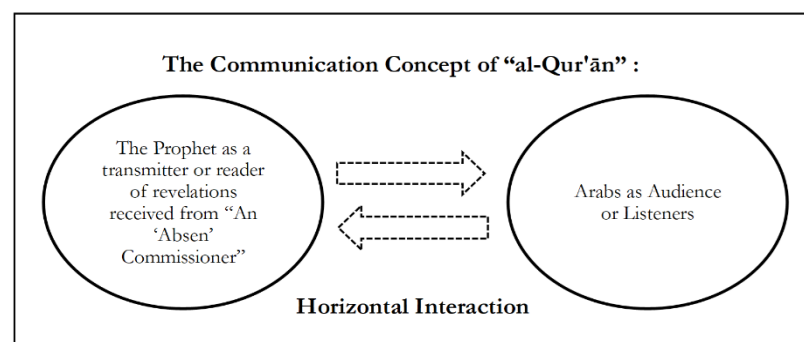 The Communication Concept of “al-Qur'ān” :
The Prophet as a
transmitter or reader
of revelations
received from “An
‘Absen’
Commissioner”
Arabs as Audience
or Listeners
Horizontal Interaction